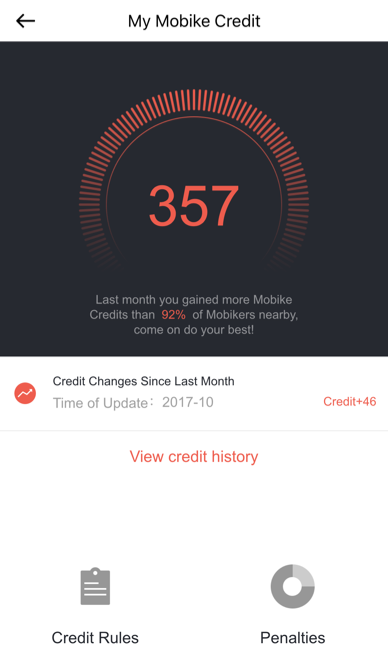 My Mobike Credit
357
Last month you gained more Mobike
Credits than 92% of Mobikers nearby,
come on do your best!
Credit Changes Since Last Month
Time of Update：2017-10
Credit+46
View credit history
Credit Rules
Penalties